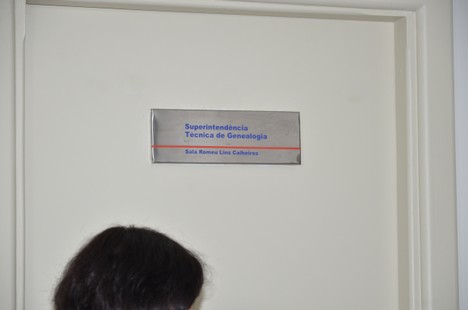 Superintendência
Técnica de Genealogia
Sala Romeu Lins Calheiros